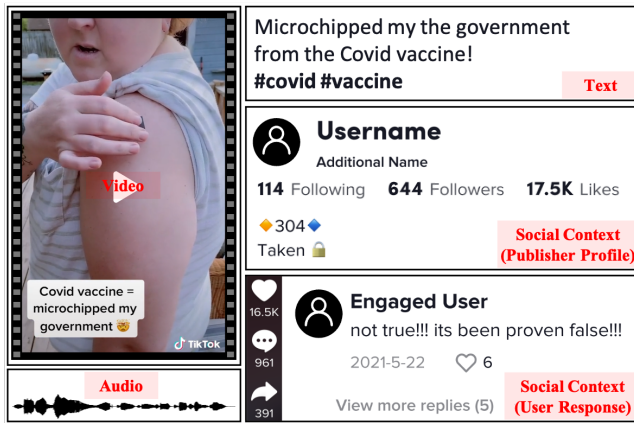 Video
Covid vaccine =
microchipped my
government 🤯
TikTok
Audio
Microchipped my the government
from the Covid vaccine!
#covid #vaccine
Text
Username
Additional Name
114 Following 644 Followers 17.5K Likes
🔸304🔹
Taken 🔒
Social Context
(Publisher Profile)
16.5K
961
391
Engaged User
not true!!! its been proven false!!!
2021-5-22 6
View more replies (5)
Social Context
(User Response)